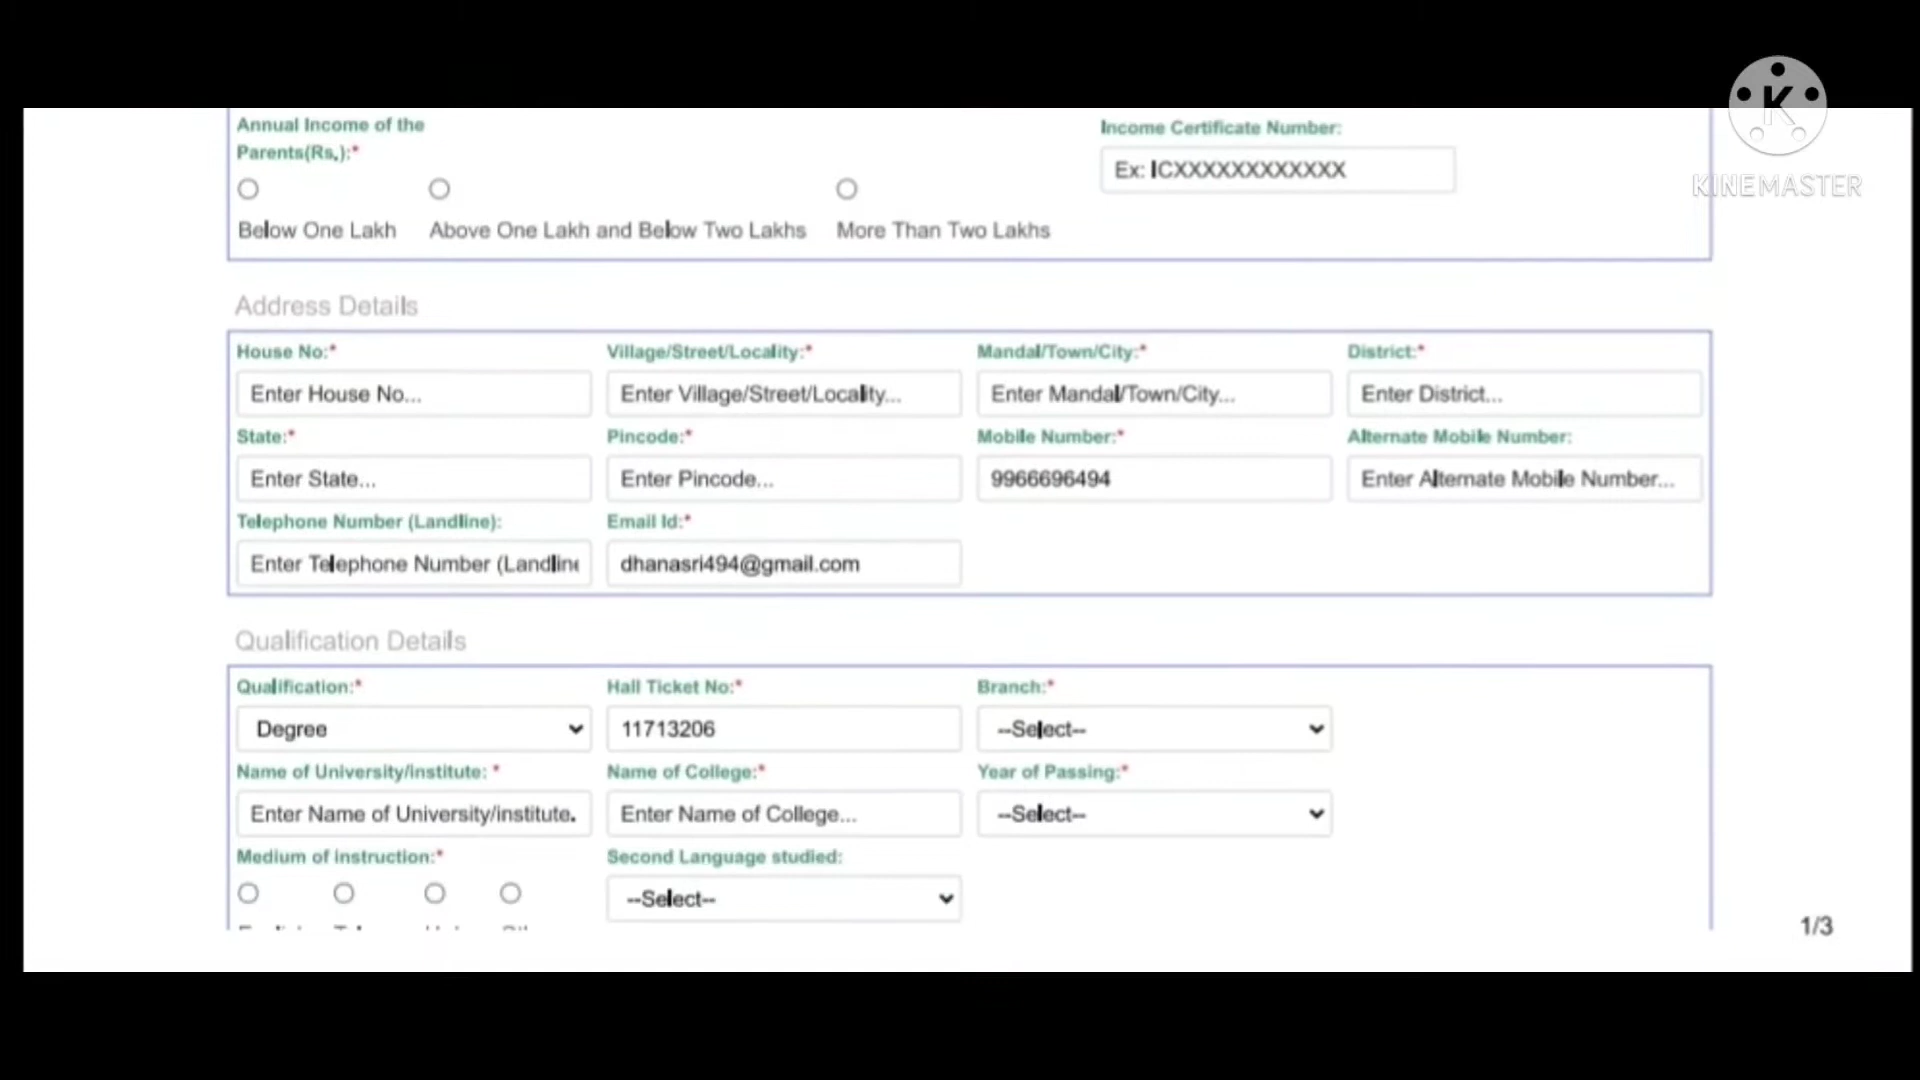 Annual Income of the
Parents(Rs,):*
Income Certificate Number:
Ex: ICXXXXXXXXXXXX
Below One Lakh Above One Lakh and Below Two Lakhs More Than Two Lakhs
K
KINEMASTER
Address Details
House No:* Village/Street/Locality:* Mandal/Town/City:* District:*
Enter House No... Enter Village/Street/Locality... Enter Mandal/Town/City... Enter District...
State:* Pincode:* Mobile Number:* Alternate Mobile Number:
Enter State... Enter Pincode... 9966696494 Enter Alternate Mobile Number...
Telephone Number (Landline): Email Id:*
Enter Telephone Number (Landline dhanasri494@gmail.com
Qualification Details
Qualification:* Hall Ticket No:* Branch:*
Degree 11713206 --Select--
Name of University/institute: * Name of College:* Year of Passing:*
Enter Name of University/institute. Enter Name of College... --Select--
Medium of instruction:* Second Language studied:
--Select--
1/3